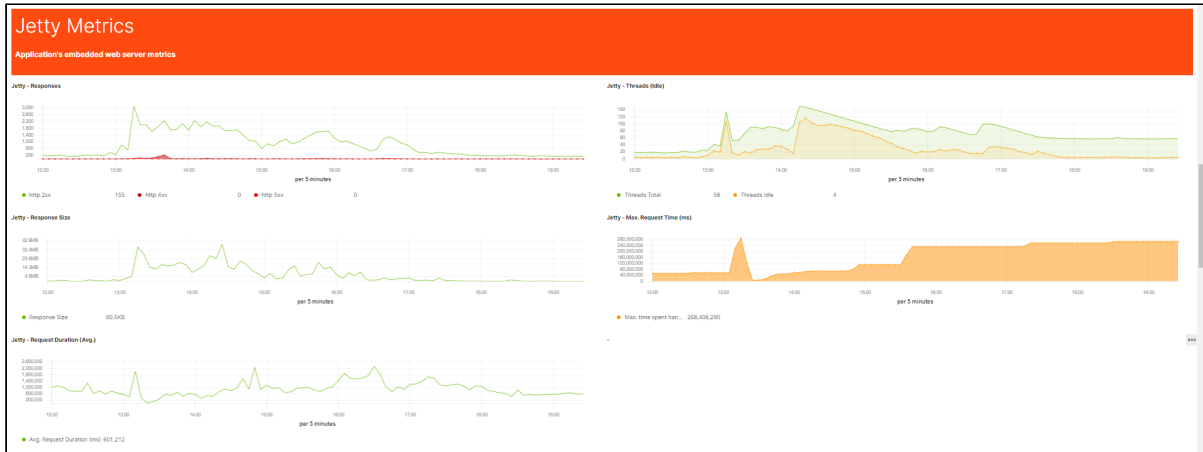 Jetty Metrics
Application's embedded web server metrics
Jetty - Responses
3,000
2,600
2,200
1,800
1,400
1,000
600
200
12:00 13:00 14:00 15:00 16:00 17:00 18:00 19:00
per 5 minutes
http 2xx 155 http 4xx 0 http 5xx 0
Jetty - Threads (Idle)
140
120
100
80
60
40
20
0
12:00 13:00 14:00 15:00 16:00 17:00 18:00 19:00
per 5 minutes
Threads Total 58 Threads Idle 4
Jetty - Response Size
42.9MB
33.4MB
23.8MB
14.3MB
4.8MB
12:00 13:00 14:00 15:00 16:00 17:00 18:00 19:00
per 5 minutes
Response Size 60.5KB
Jetty - Max. Request Time (ms)
280,000,000
240,000,000
200,000,000
160,000,000
120,000,000
80,000,000
40,000,000
0
12:00 13:00 14:00 15:00 16:00 17:00 18:00 19:00
per 5 minutes
Max. time spent han... 268,408,290
Jetty - Request Duration (Avg.)
2,600,000
2,200,000
1,800,000
1,400,000
1,000,000
600,000
200,000
12:00 13:00 14:00 15:00 16:00 17:00 18:00 19:00
per 5 minutes
Avg. Request Duration (ms) 601,212